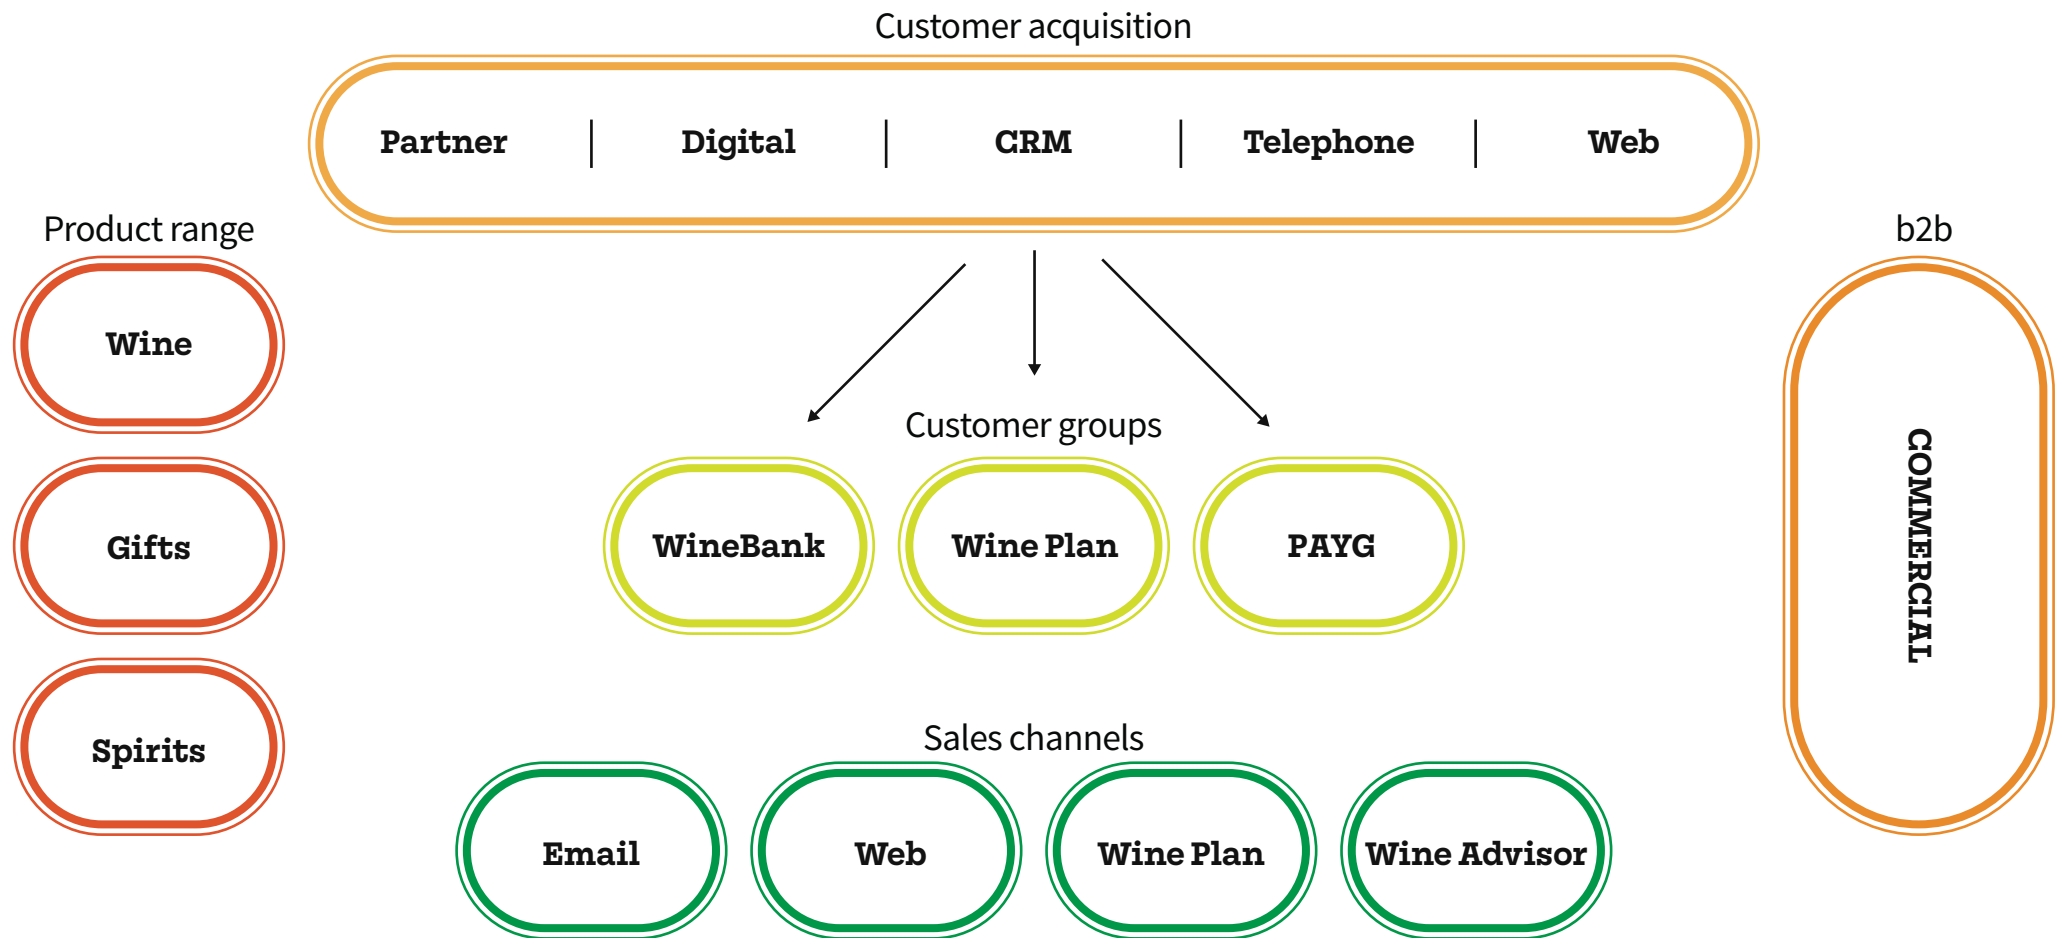 Customer acquisition
Partner | Digital | CRM | Telephone | Web
Product range
Wine
Gifts
Spirits
Customer groups
WineBank
Wine Plan
PAYG
Sales channels
Email
Web
Wine Plan
Wine Advisor
b2b
COMMERCIAL